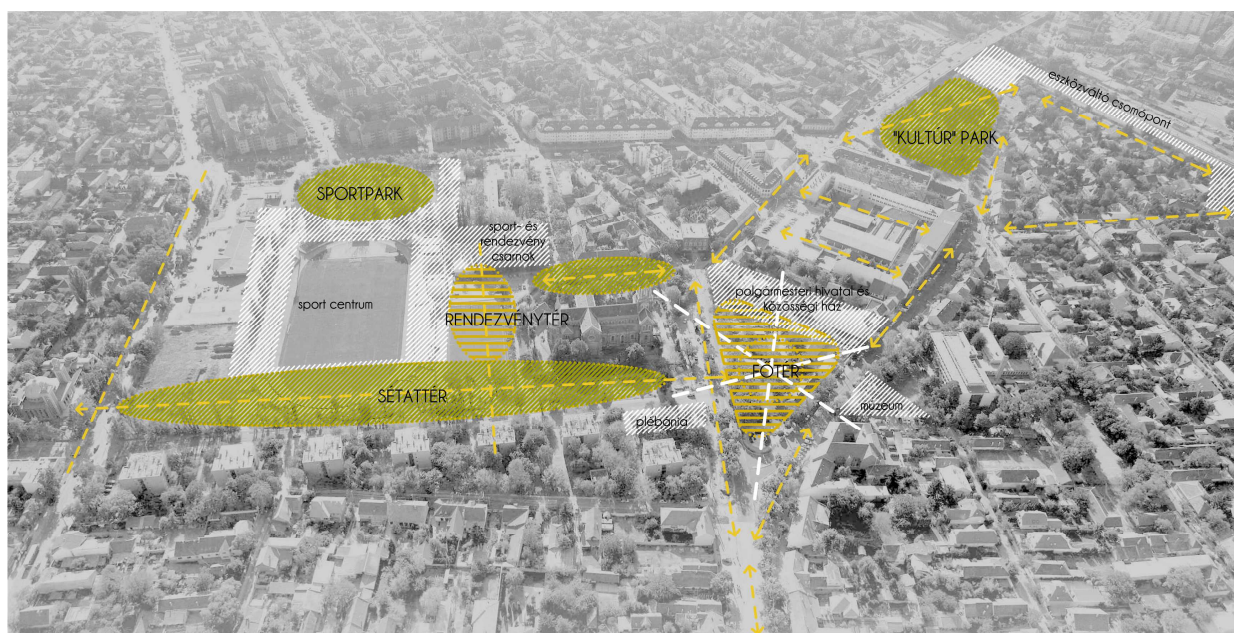 eszközváltó csomópont
"KULTÚR" PARK
SPORTPARK
sport- és
rendezvény
csarnok
sport centrum
polgármesteri hivatal és
közösségi ház
RENDEZVÉNYTÉR
FŐTÉR
SÉTATTÉR
múzeum
plébánia